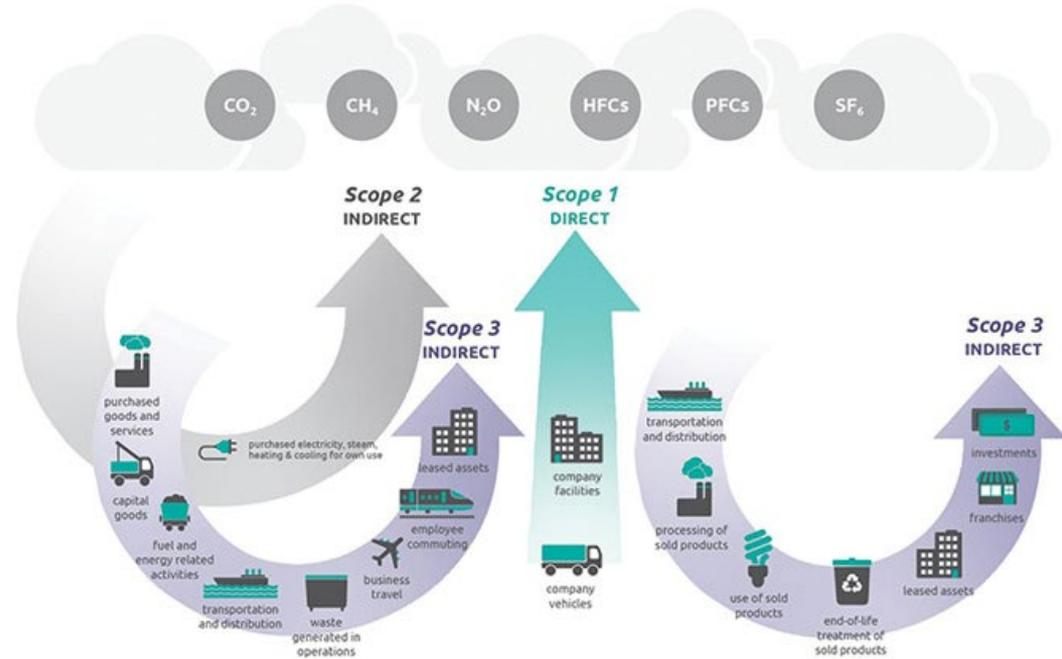 CO₂
CH₄
N₂O
HFCs
PFCs
SF₆
Scope 2
INDIRECT
Scope 1
DIRECT
Scope 3
INDIRECT
Scope 3
INDIRECT
purchased
goods and
services
capital
goods
fuel and
energy related
activities
transportation
and distribution
waste
generated in
operations
business
travel
employee
commuting
leased assets
purchased electricity, steam,
heating & cooling for own use
company
facilities
company
vehicles
transportation
and distribution
processing of
sold products
use of sold
products
end-of-life
treatment of
sold products
leased assets
franchises
investments
$